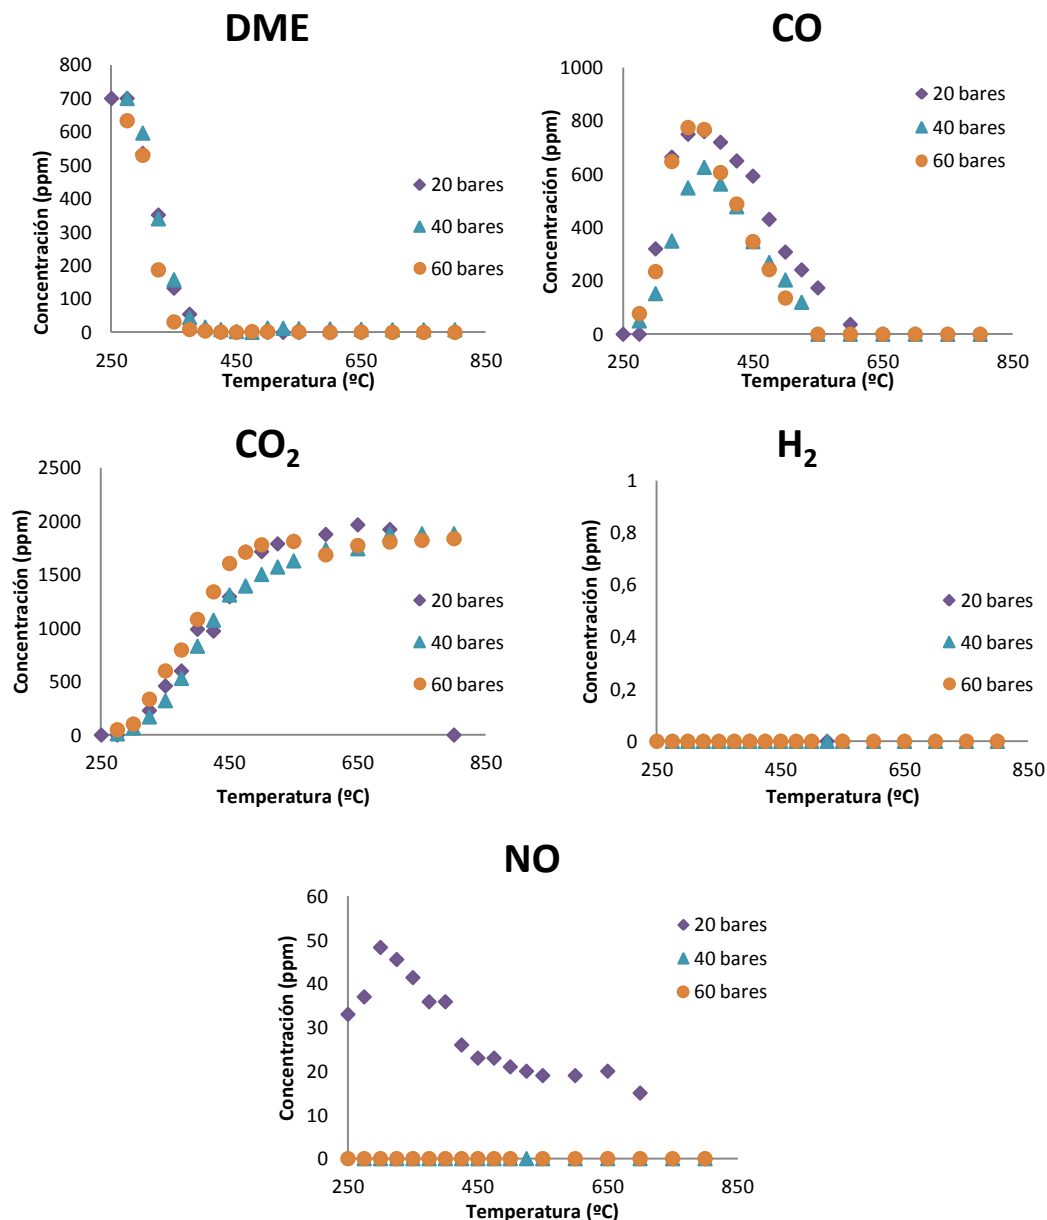 DME
Concentración (ppm)
800
700
600
500
400
300
200
100
0
250
450
650
850
Temperatura (ºC)
20 bares
40 bares
60 bares
CO
Concentración (ppm)
1000
800
600
400
200
0
250
450
650
850
Temperatura (ºC)
20 bares
40 bares
60 bares
CO2
Concentración (ppm)
2500
2000
1500
1000
500
0
250
450
650
850
Temperatura (ºC)
20 bares
40 bares
60 bares
H2
Concentración (ppm)
1
0,8
0,6
0,4
0,2
0
250
450
650
850
Temperatura (ºC)
20 bares
40 bares
60 bares
NO
Concentración (ppm)
60
50
40
30
20
10
0
250
450
650
850
Temperatura (ºC)
20 bares
40 bares
60 bares